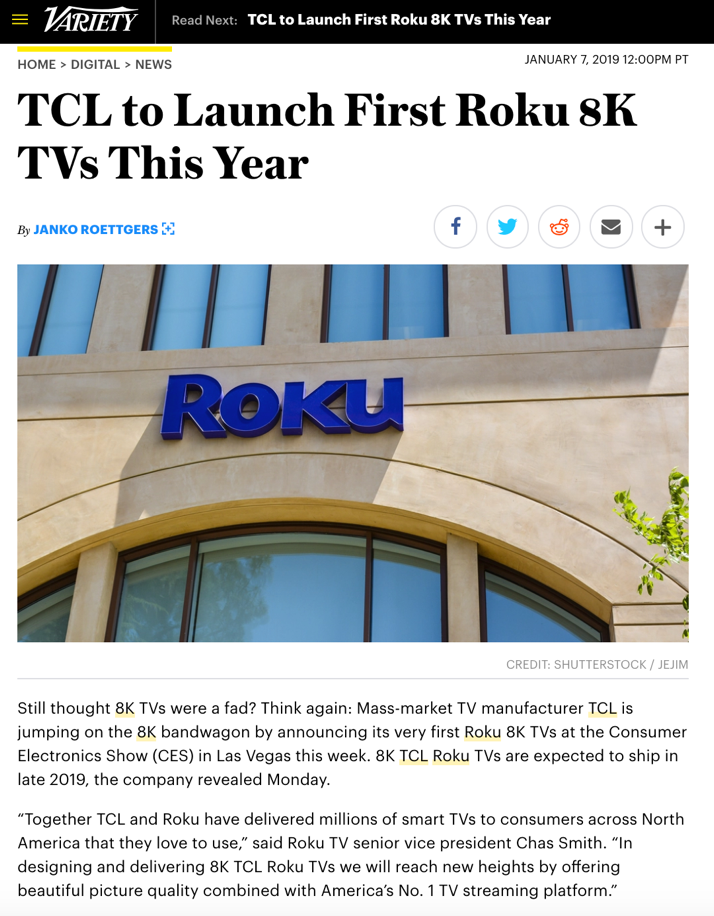 VARIETY
Read Next: TCL to Launch First Roku 8K TVs This Year
HOME > DIGITAL > NEWS
JANUARY 7, 2019 12:00PM PT
TCL to Launch First Roku 8K
TVs This Year
By JANKO ROETTGERS
ROKU
CREDIT: SHUTTERSTOCK / JEJIM
Still thought 8K TVs were a fad? Think again: Mass-market TV manufacturer TCL is
jumping on the 8K bandwagon by announcing its very first Roku 8K TVs at the Consumer
Electronics Show (CES) in Las Vegas this week. 8K TCL Roku TVs are expected to ship in
late 2019, the company revealed Monday.
“Together TCL and Roku have delivered millions of smart TVs to consumers across North
America that they love to use,” said Roku TV senior vice president Chas Smith. “In
designing and delivering 8K TCL Roku TVs we will reach new heights by offering
beautiful picture quality combined with America’s No. 1 TV streaming platform.”